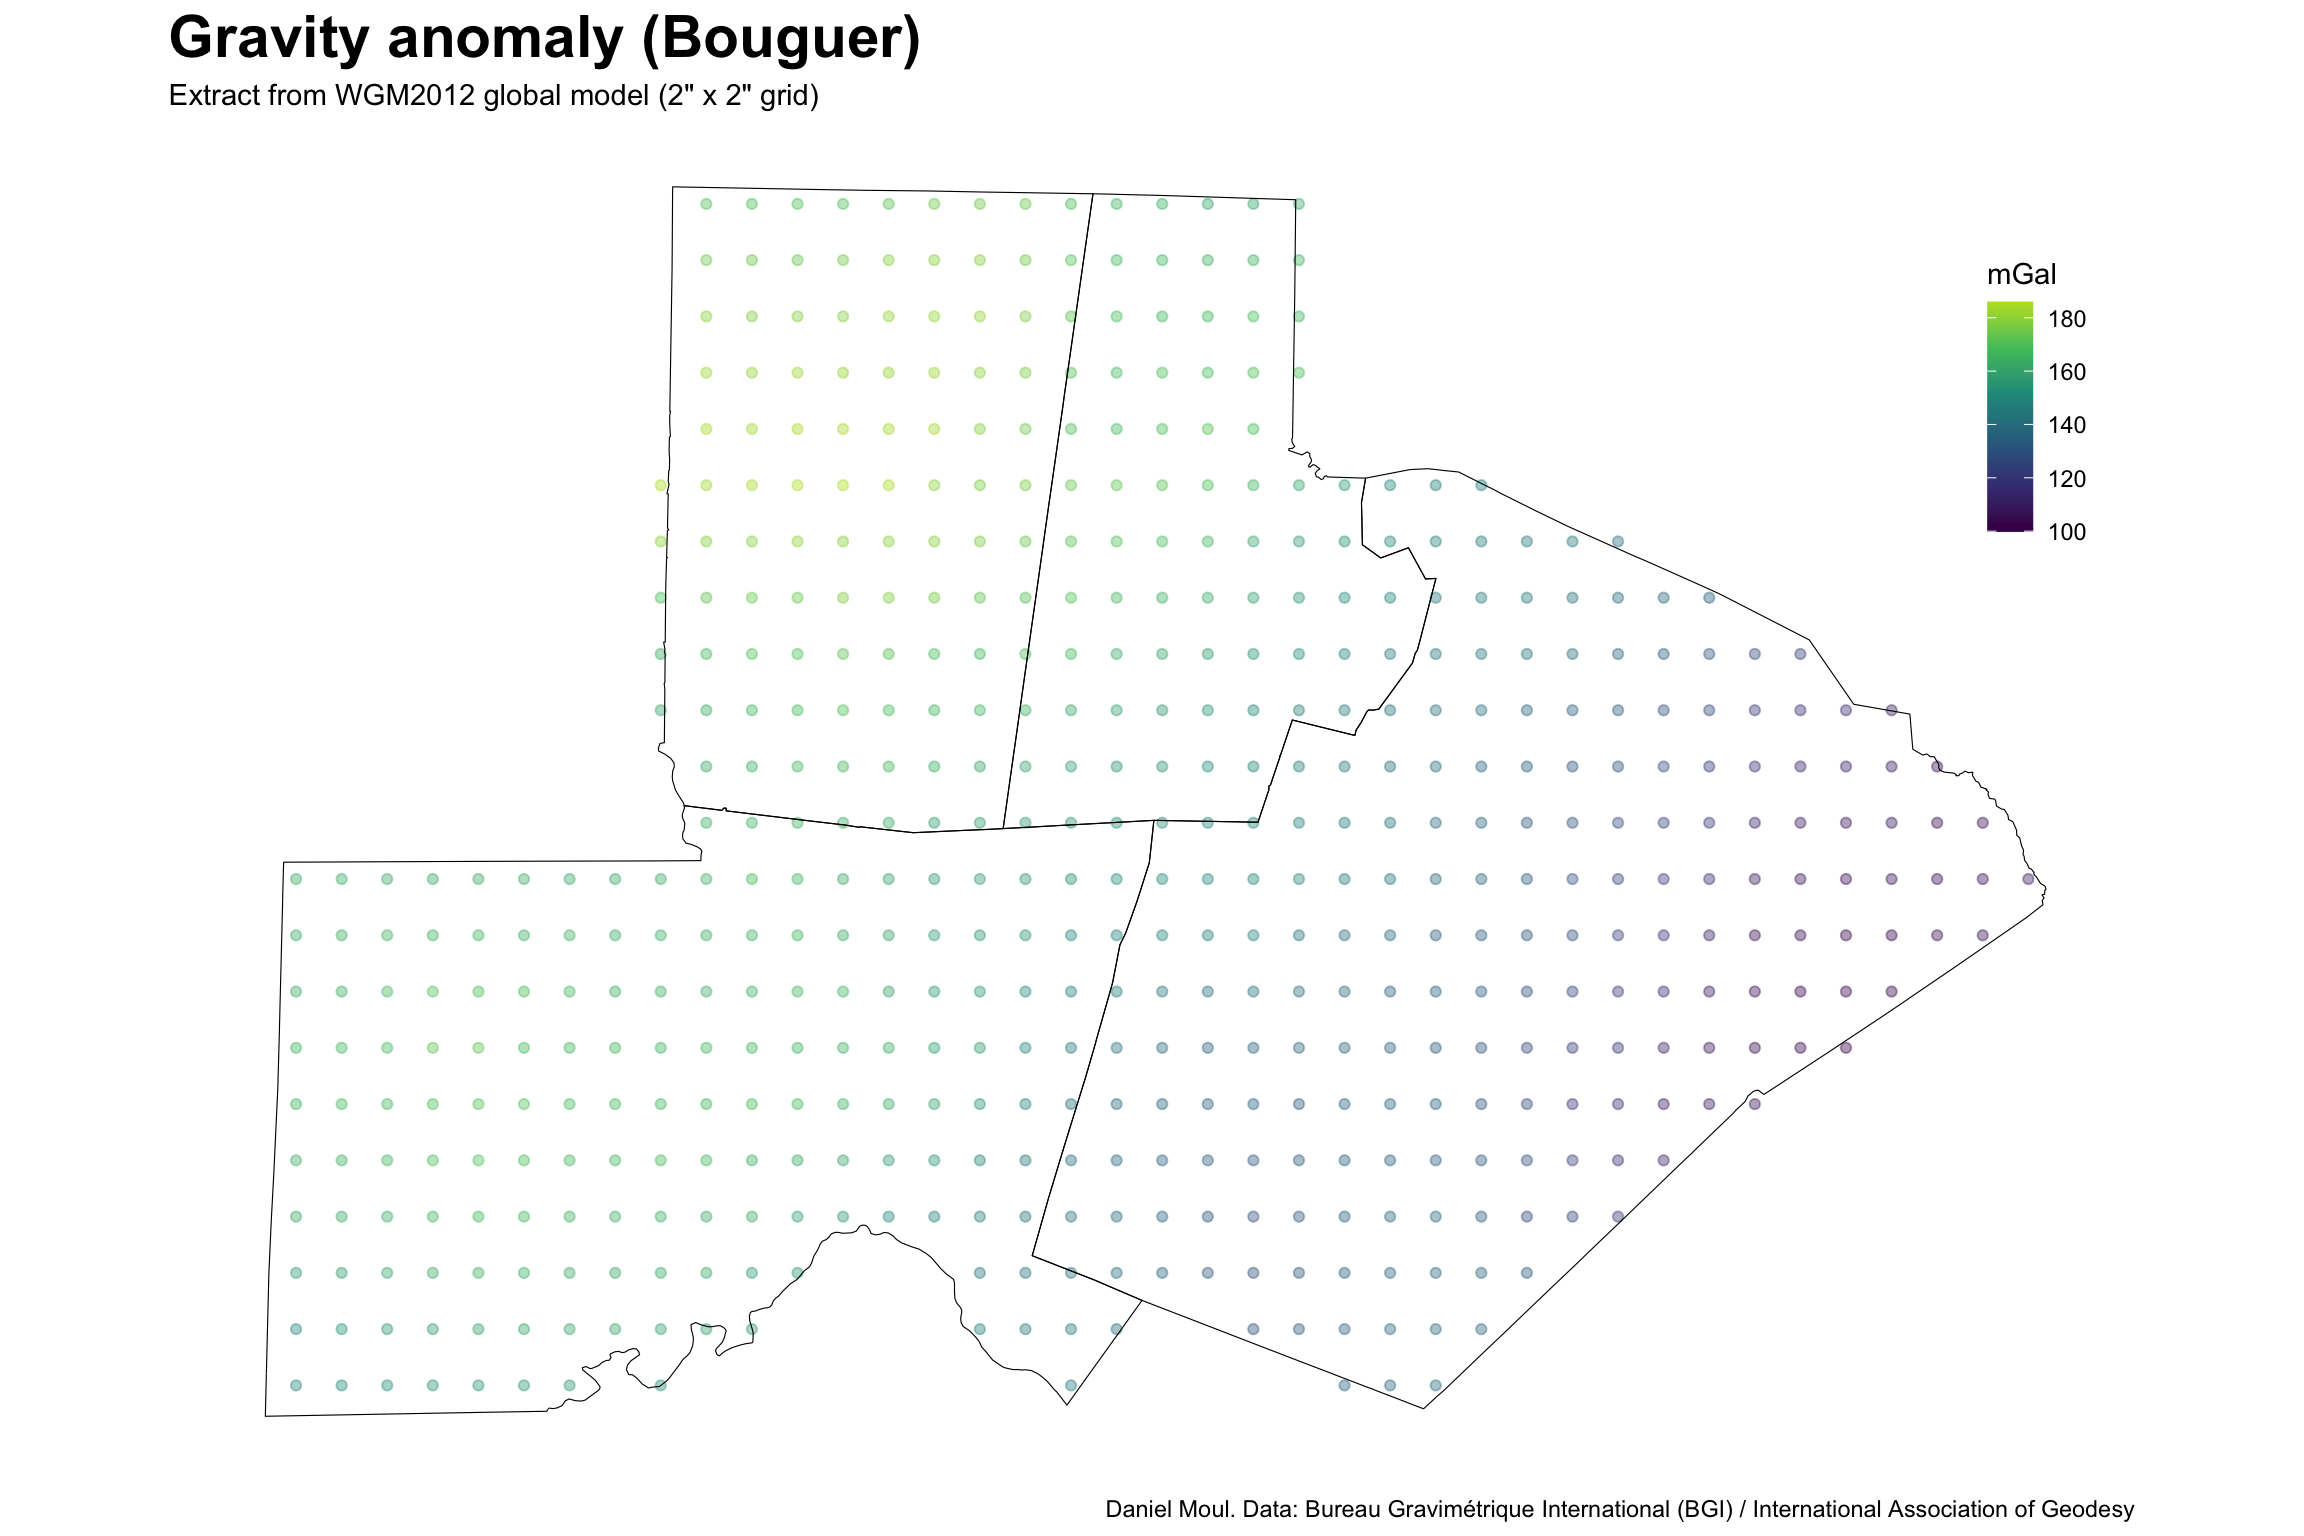 Gravity anomaly (Bouguer)
Extract from WGM2012 global model (2" x 2" grid)
mGal
180
160
140
120
100
Daniel Moul. Data: Bureau Gravimétrique International (BGI) / International Association of Geodesy